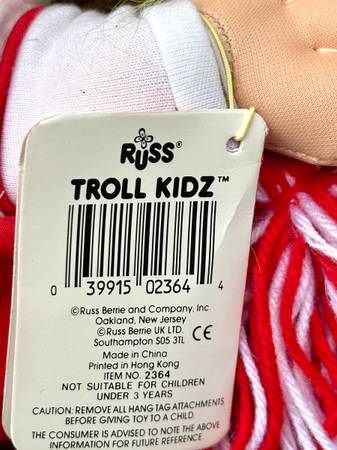 RUSS®
TROLL KIDZ™
0 39915 02364 4
©Russ Berrie and Company, Inc.
Oakland, New Jersey
©Russ Berrie UK LTD.
Southampton SO5 3TL CE
Made in China
Printed in Hong Kong
ITEM NO. 2364
NOT SUITABLE FOR CHILDREN
UNDER 3 YEARS
CAUTION: REMOVE ALL HANG TAG ATTACHMENTS
BEFORE GIVING TOY TO A CHILD.
THE CONSUMER IS ADVISED TO NOTE THE ABOVE
INFORMATION FOR FUTURE REFERENCE